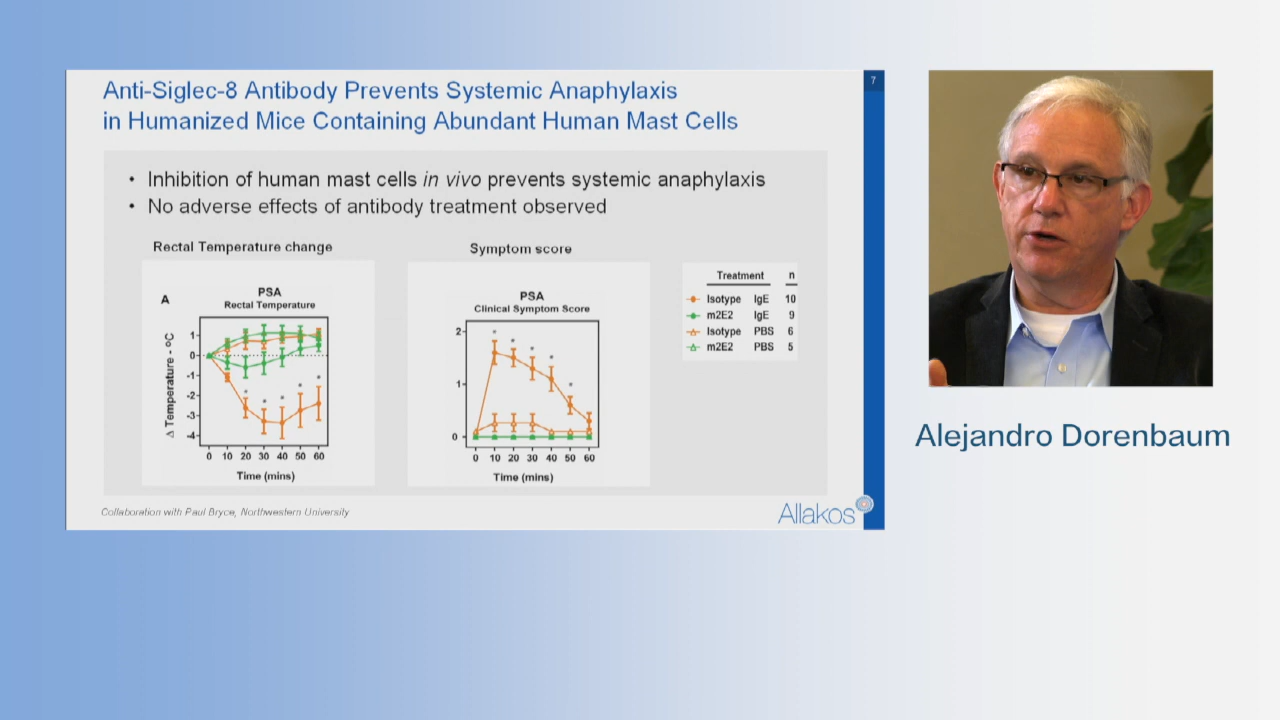 Anti-Siglec-8 Antibody Prevents Systemic Anaphylaxis
in Humanized Mice Containing Abundant Human Mast Cells
7
• Inhibition of human mast cells in vivo prevents systemic anaphylaxis
• No adverse effects of antibody treatment observed
Rectal Temperature change
A
PSA
Rectal Temperature
Δ Temperature - ºC
1
0
-1
-2
-3
-4
* * * * *
0 10 20 30 40 50 60
Time (mins)
Symptom score
PSA
Clinical Symptom Score
2
1
0
* * * * *
0 10 20 30 40 50 60
Time (mins)
Treatment n
Isotype IgE 10
m2E2 IgE 9
Isotype PBS 6
m2E2 PBS 5
Collaboration with Paul Bryce, Northwestern University
Allakos
Alejandro Dorenbaum